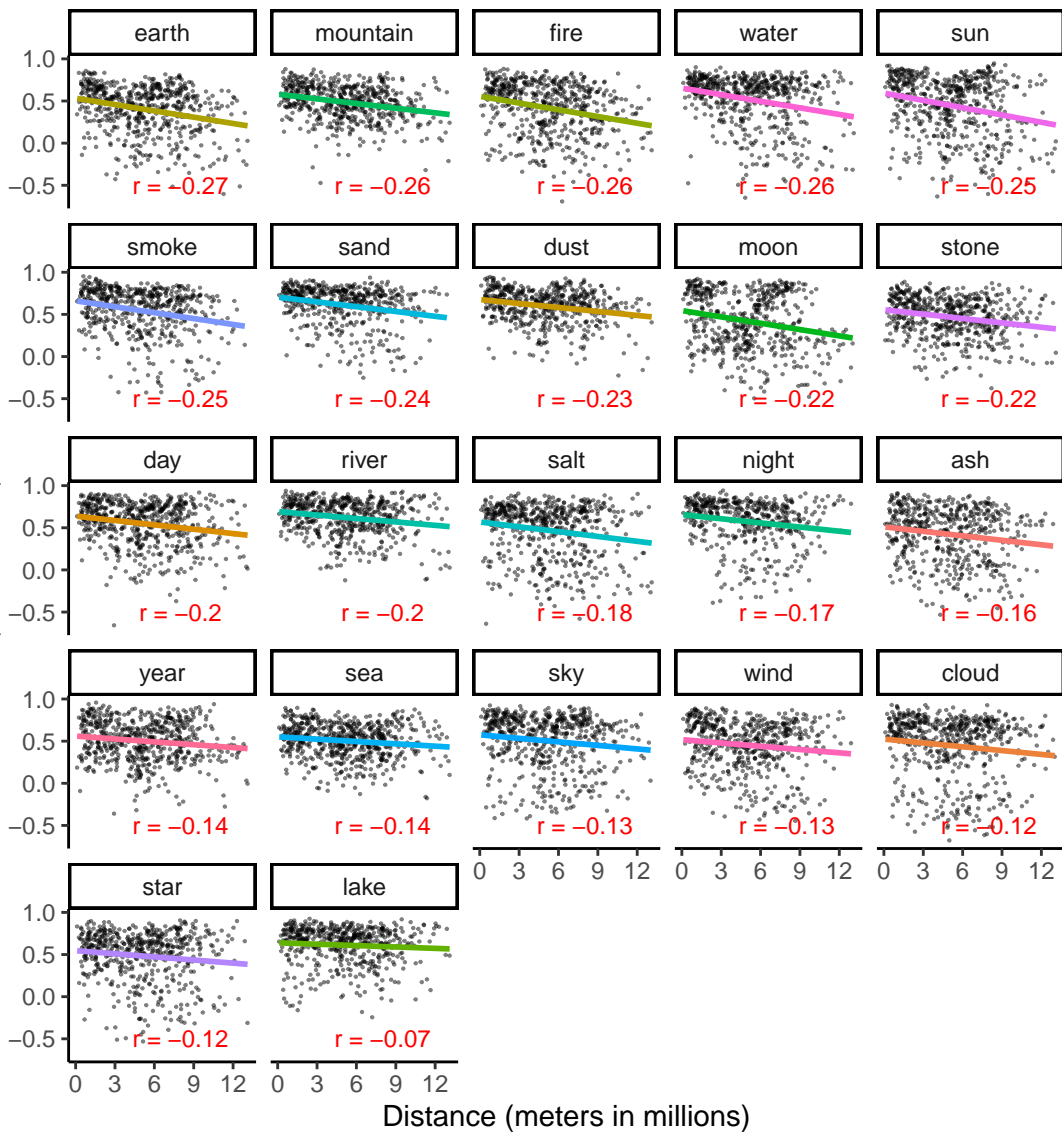 earth mountain fire water sun
1.0
0.5
0.0
−0.5
r = −0.27 r = −0.26 r = −0.26 r = −0.26 r = −0.25
smoke sand dust moon stone
1.0
0.5
0.0
−0.5
r = −0.25 r = −0.24 r = −0.23 r = −0.22 r = −0.22
day river salt night ash
1.0
0.5
0.0
−0.5
r = −0.2 r = −0.2 r = −0.18 r = −0.17 r = −0.16
year sea sky wind cloud
1.0
0.5
0.0
−0.5
r = −0.14 r = −0.14 r = −0.13 r = −0.13 r = −0.12
0 3 6 9 12 0 3 6 9 12 0 3 6 9 12
star lake
1.0
0.5
0.0
−0.5
r = −0.12 r = −0.07
0 3 6 9 12 0 3 6 9 12
Distance (meters in millions)